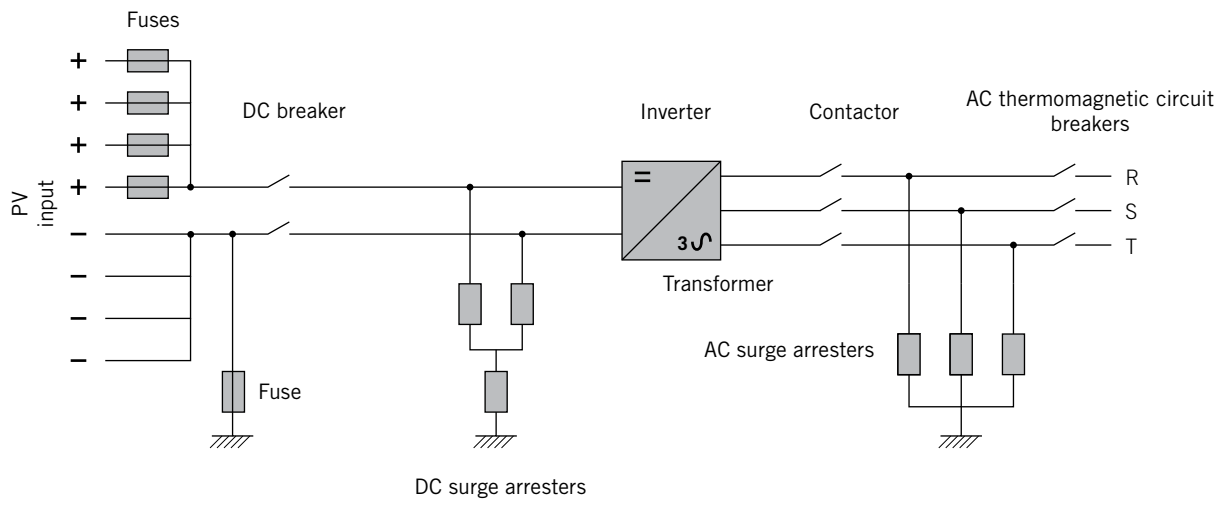 Fuses
+
+
+
+
−
−
−
−
PV
input
DC breaker
Inverter
Contactor
AC thermomagnetic circuit
breakers
=
3
R
S
T
Transformer
AC surge arresters
Fuse
DC surge arresters